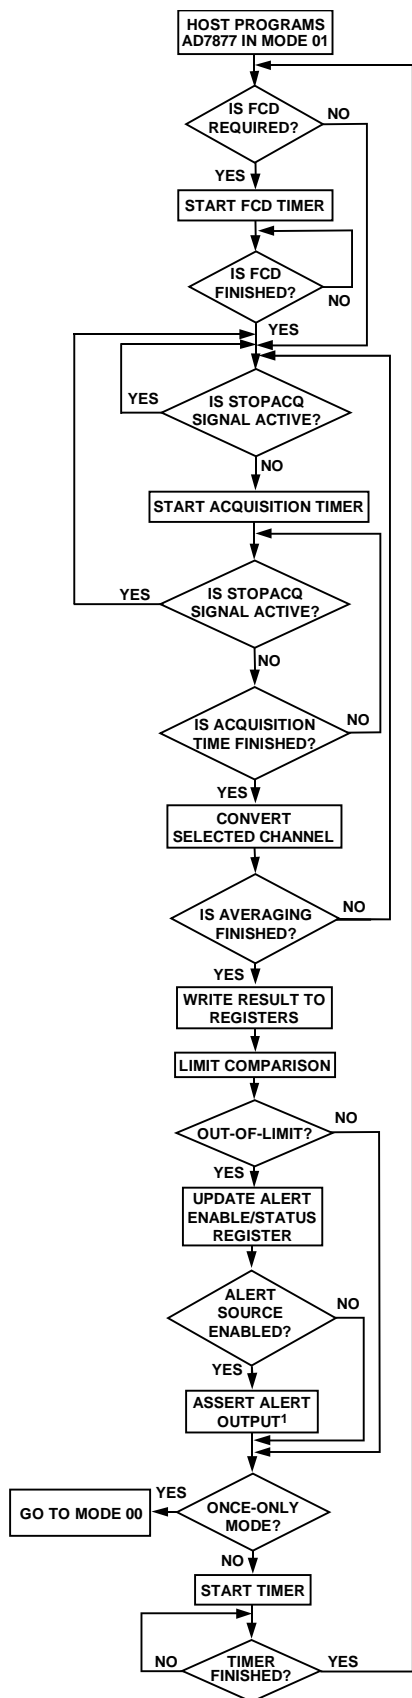 HOST PROGRAMS
AD7877 IN MODE 01
IS FCD
REQUIRED?
NO
YES
START FCD TIMER
IS FCD
FINISHED?
NO
YES
IS STOPACQ
SIGNAL ACTIVE?
YES
NO
START ACQUISITION TIMER
IS STOPACQ
SIGNAL ACTIVE?
YES
NO
IS ACQUISITION
TIME FINISHED?
NO
YES
CONVERT
SELECTED CHANNEL
IS AVERAGING
FINISHED?
NO
YES
WRITE RESULT TO
REGISTERS
LIMIT COMPARISON
OUT-OF-LIMIT?
NO
YES
UPDATE ALERT
ENABLE/STATUS
REGISTER
ALERT
SOURCE
ENABLED?
NO
YES
ASSERT ALERT
OUTPUT¹
ONCE-ONLY
MODE?
YES
GO TO MODE 00
NO
START TIMER
TIMER
FINISHED?
NO
YES